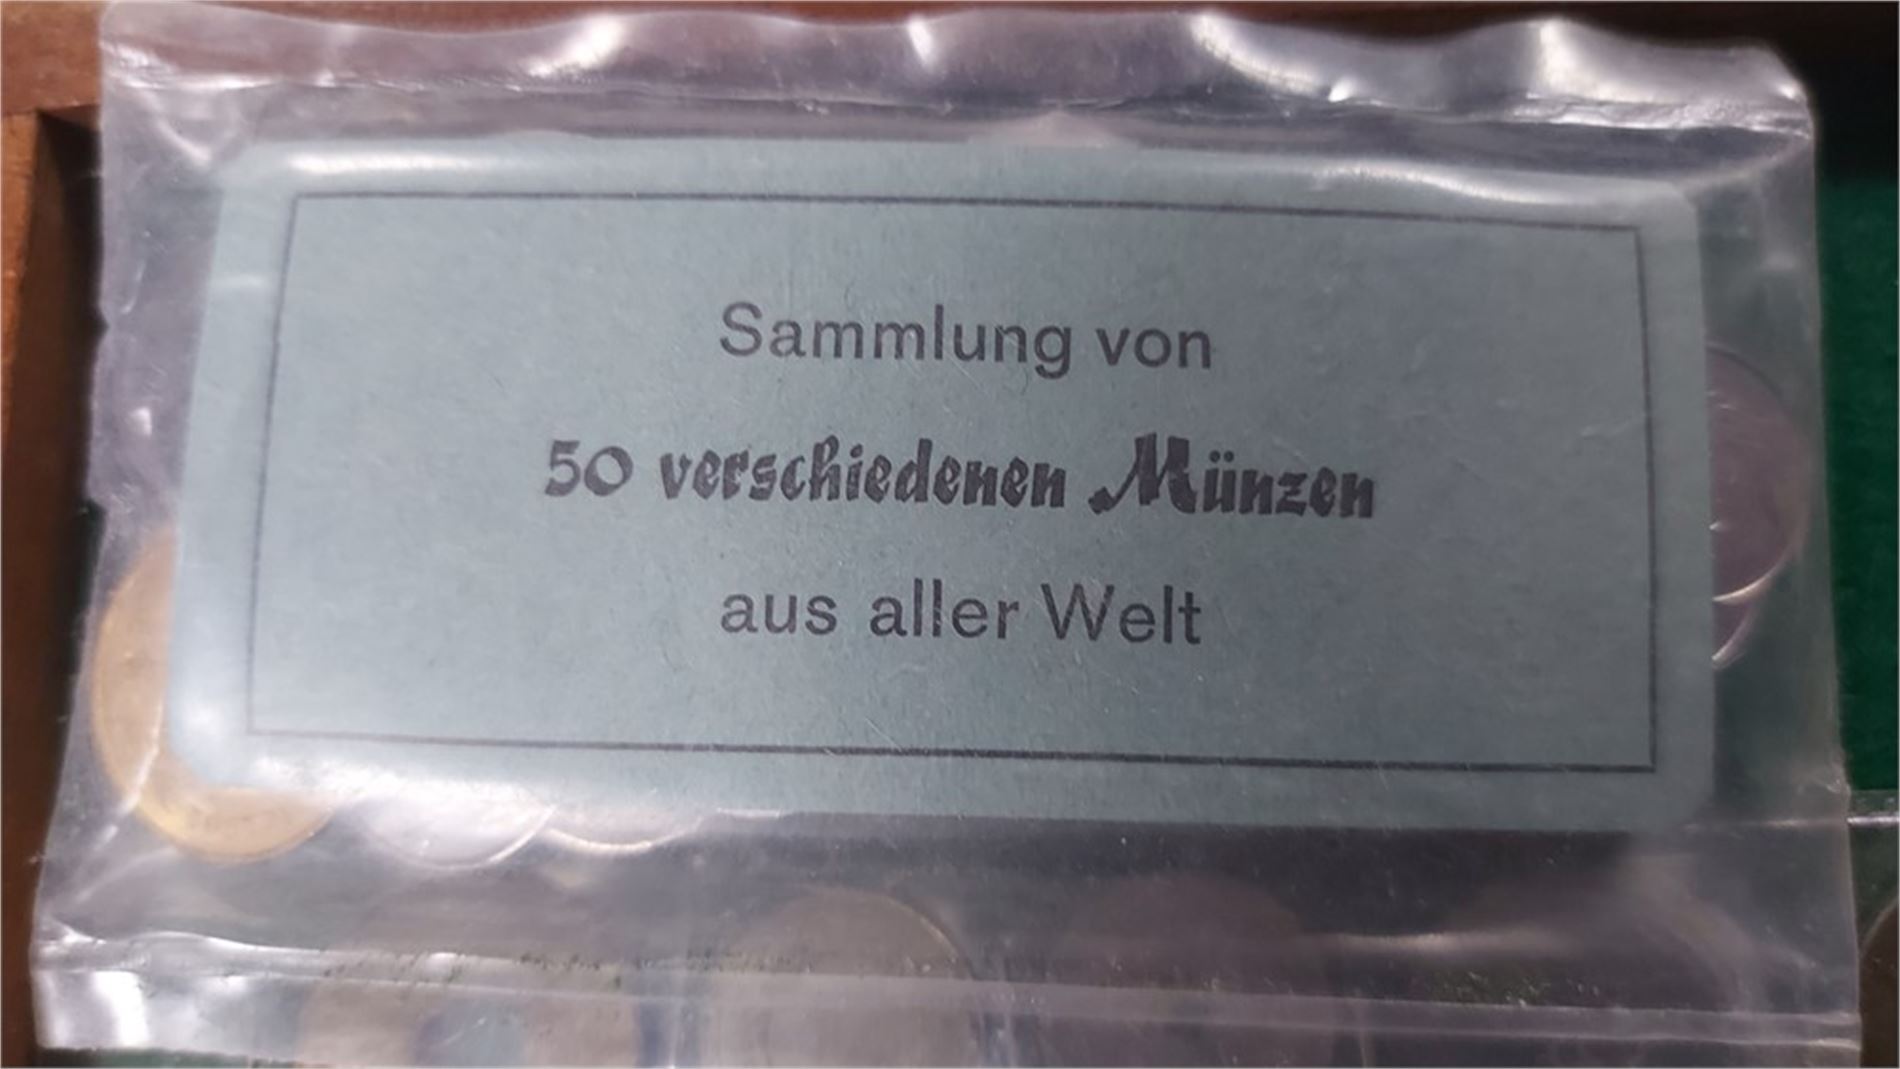 Sammlung von
50 verschiedenen Münzen
aus aller Welt